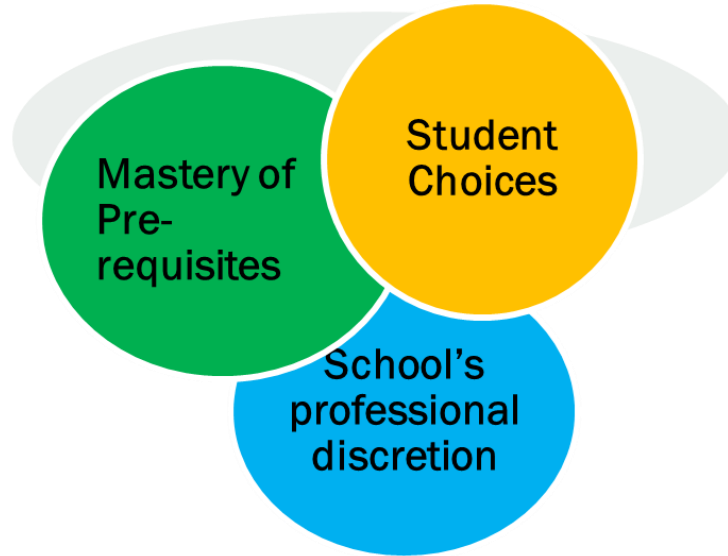 Mastery of
Pre-
requisites
Student
Choices
School’s
professional
discretion